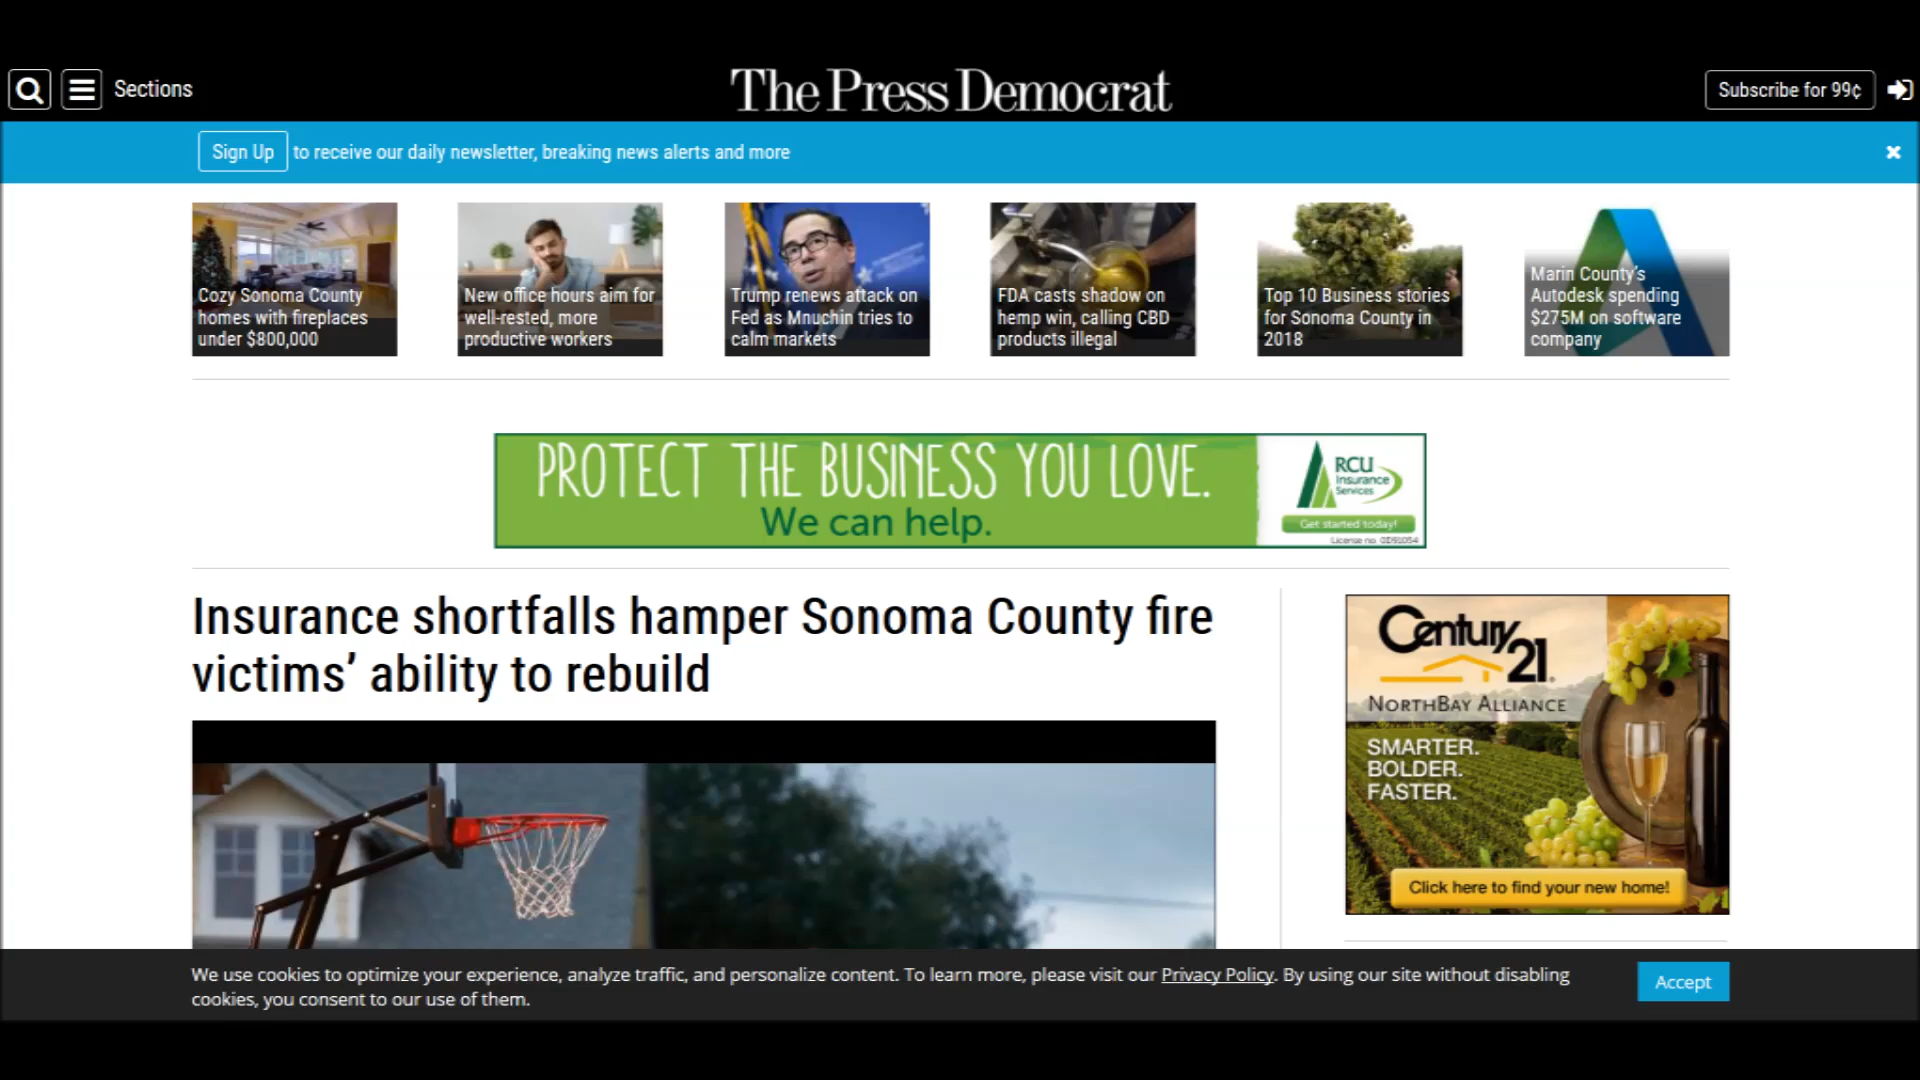 Sections
The Press Democrat
Subscribe for 99¢
Sign Up to receive our daily newsletter, breaking news alerts and more
Cozy Sonoma County
homes with fireplaces
under $800,000
New office hours aim for
well-rested, more
productive workers
Trump renews attack on
Fed as Mnuchin tries to
calm markets
FDA casts shadow on
hemp win, calling CBD
products illegal
Top 10 Business stories
for Sonoma County in
2018
Marin County's
Autodesk spending
$275M on software
company
PROTECT THE BUSINESS YOU LOVE.
We can help.
RCU
Insurance
Services
Get started today!
License no.
Insurance shortfalls hamper Sonoma County fire
victims’ ability to rebuild
Century
21
NORTHBAY ALLIANCE
SMARTER.
BOLDER.
FASTER.
Click here to find your new home!
We use cookies to optimize your experience, analyze traffic, and personalize content. To learn more, please visit our Privacy Policy. By using our site without disabling
cookies, you consent to our use of them.
Accept